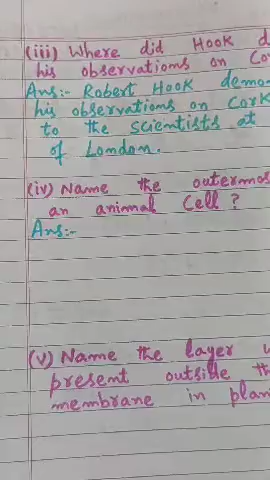 (iii) Where did Hook d
his observations on Co
Ans:- Robert Hook demo
his observations on Cork
to the scientists at
of London.
(iv) Name the outermos
an animal Cell?
Ans:-
(v) Name the layer w
present outside th
membrane in plan